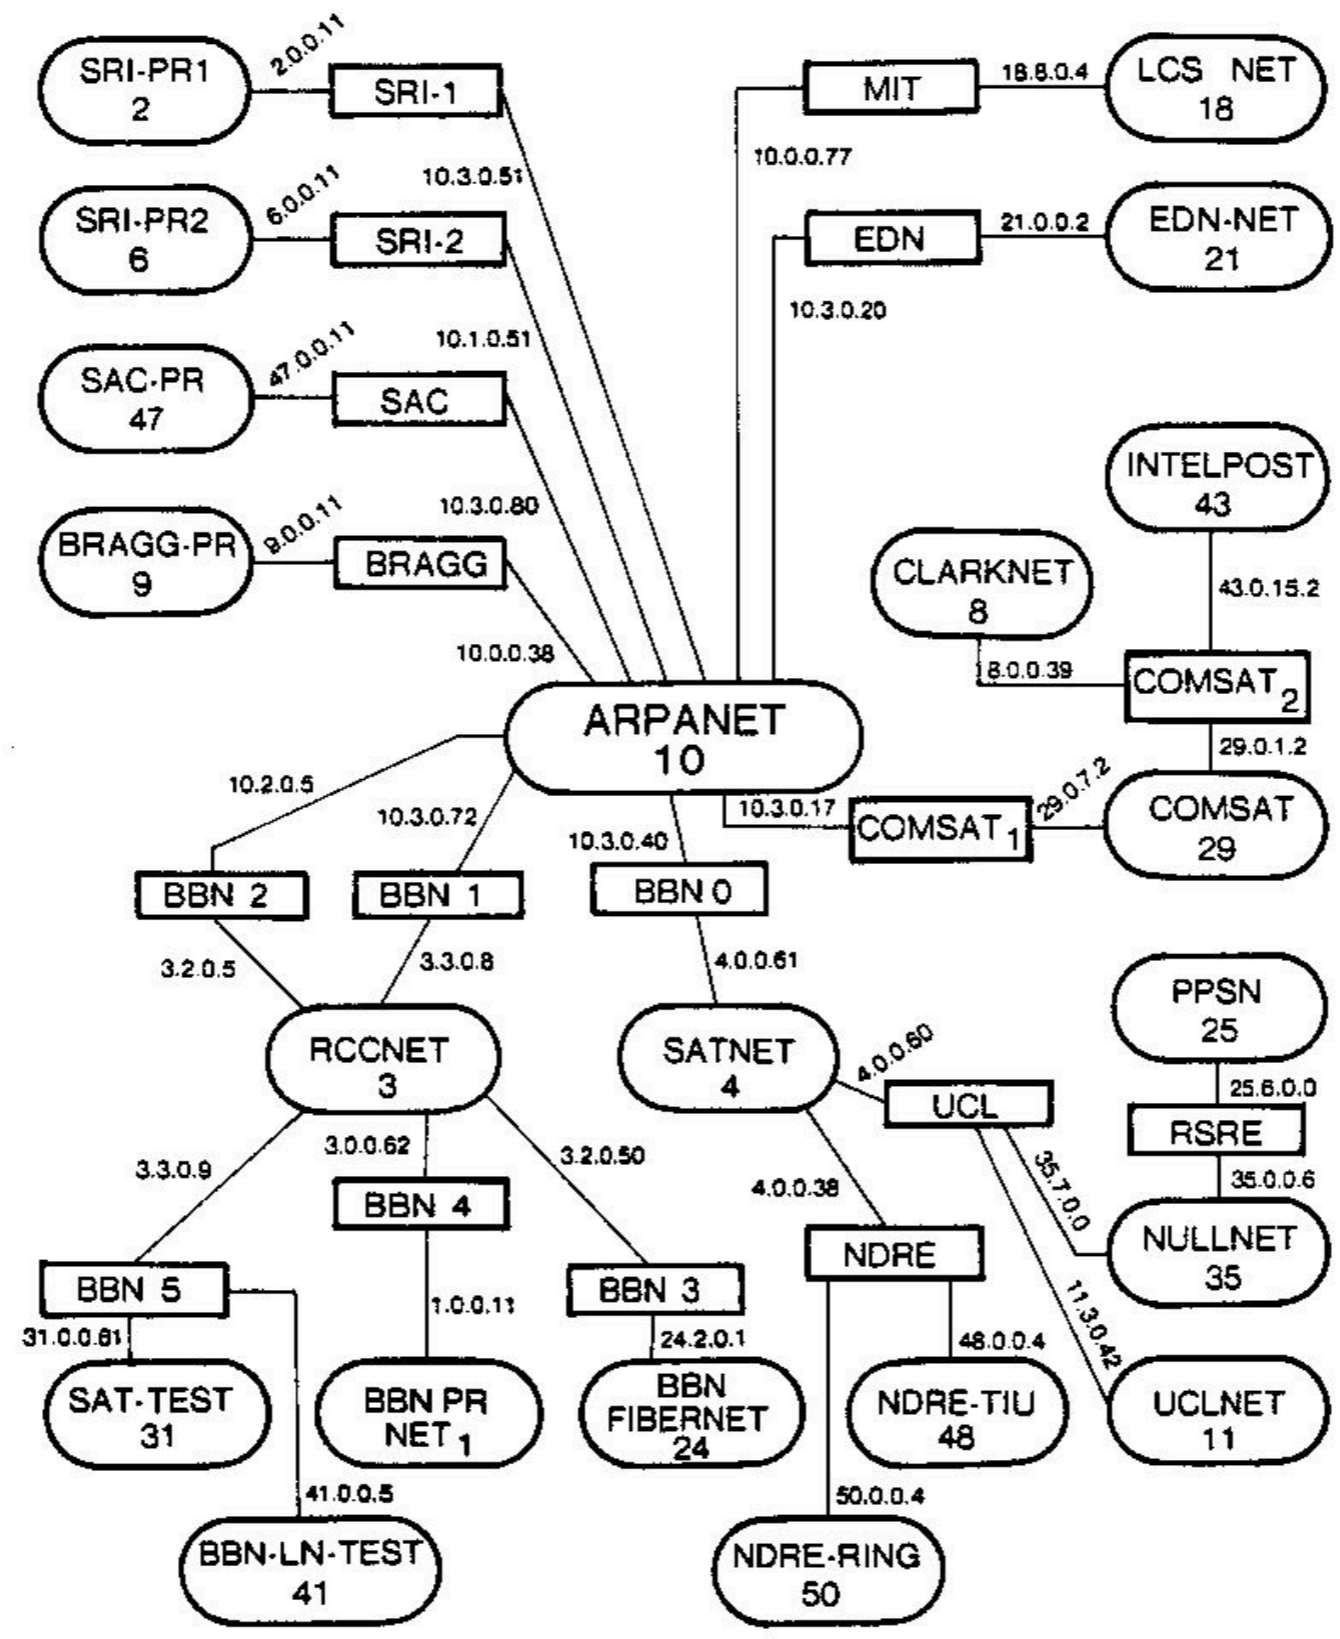 SRI-PR1
2
2.0.0.11
SRI-1
10.3.0.51
MIT
18.8.0.4
LCS NET
18
10.0.0.77
SRI-PR2
6
6.0.0.11
SRI-2
10.1.0.51
EDN
21.0.0.2
EDN-NET
21
10.3.0.20
SAC-PR
47
47.0.0.11
SAC
10.3.0.80
INTELPOST
43
43.0.15.2
BRAGG-PR
9
9.0.0.11
BRAGG
10.0.0.38
CLARKNET
8
8.0.0.39
COMSAT 2
29.0.1.2
ARPANET
10
10.3.0.17
COMSAT 1
29.0.7.2
COMSAT
29
10.2.0.5
10.3.0.72
10.3.0.40
BBN 2
BBN 1
BBN 0
3.2.0.5
3.3.0.8
4.0.0.61
RCCNET
3
SATNET
4
4.0.0.60
UCL
PPSN
25
25.6.0.0
RSRE
35.0.0.6
3.3.0.9
3.0.0.62
3.2.0.50
4.0.0.38
35.7.0.0
NULLNET
35
BBN 4
BBN 5
BBN 3
NDRE
11.3.0.42
31.0.0.61
1.0.0.11
24.2.0.1
48.0.0.4
SAT-TEST
31
BBN PR
NET 1
BBN
FIBERNET
24
NDRE-TIU
48
UCLNET
11
41.0.0.5
50.0.0.4
BBN-LN-TEST
41
NDRE-RING
50